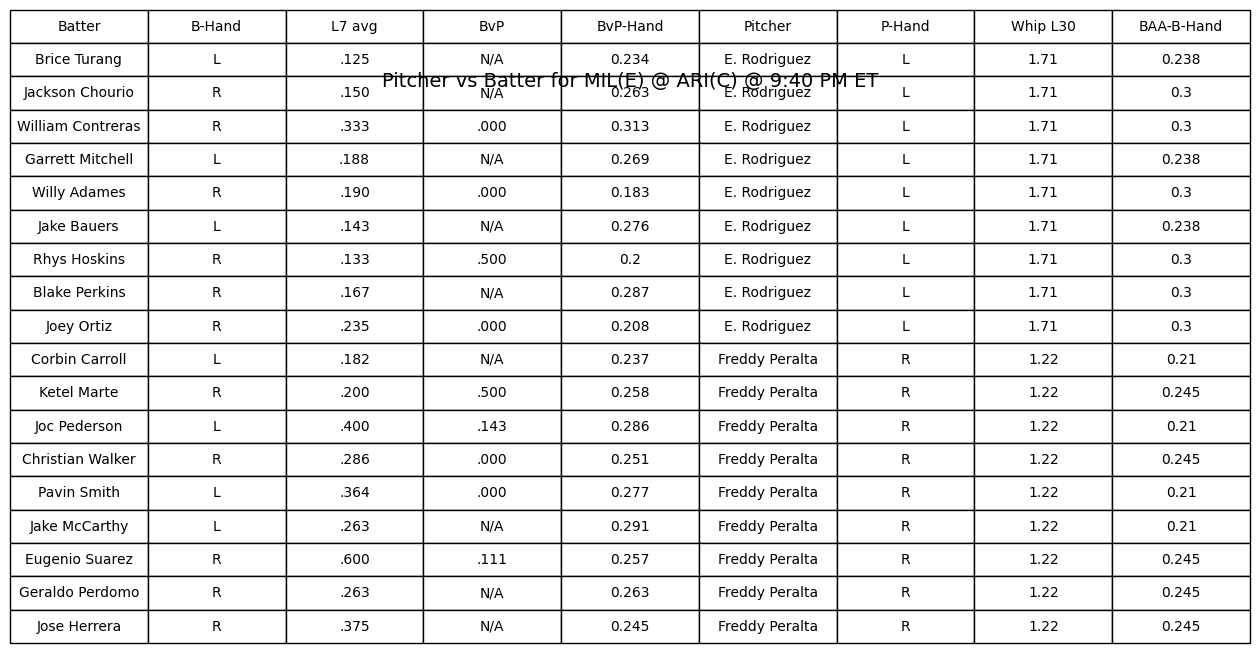 Batter B-Hand L7 avg BvP BvP-Hand Pitcher P-Hand Whip L30 BAA-B-Hand
Brice Turang L .125 N/A 0.234 E. Rodriguez L 1.71 0.238
Pitcher vs Batter for MIL(E) @ ARI(C) @ 9:40 PM ET
Jackson Chourio R .150 N/A 0.263 E. Rodriguez L 1.71 0.3
William Contreras R .333 .000 0.313 E. Rodriguez L 1.71 0.3
Garrett Mitchell L .188 N/A 0.269 E. Rodriguez L 1.71 0.238
Willy Adames R .190 .000 0.183 E. Rodriguez L 1.71 0.3
Jake Bauers L .143 N/A 0.276 E. Rodriguez L 1.71 0.238
Rhys Hoskins R .133 .500 0.2 E. Rodriguez L 1.71 0.3
Blake Perkins R .167 N/A 0.287 E. Rodriguez L 1.71 0.3
Joey Ortiz R .235 .000 0.208 E. Rodriguez L 1.71 0.3
Corbin Carroll L .182 N/A 0.237 Freddy Peralta R 1.22 0.21
Ketel Marte R .200 .500 0.258 Freddy Peralta R 1.22 0.245
Joc Pederson L .400 .143 0.286 Freddy Peralta R 1.22 0.21
Christian Walker R .286 .000 0.251 Freddy Peralta R 1.22 0.245
Pavin Smith L .364 .000 0.277 Freddy Peralta R 1.22 0.21
Jake McCarthy L .263 N/A 0.291 Freddy Peralta R 1.22 0.21
Eugenio Suarez R .600 .111 0.257 Freddy Peralta R 1.22 0.245
Geraldo Perdomo R .263 N/A 0.263 Freddy Peralta R 1.22 0.245
Jose Herrera R .375 N/A 0.245 Freddy Peralta R 1.22 0.245